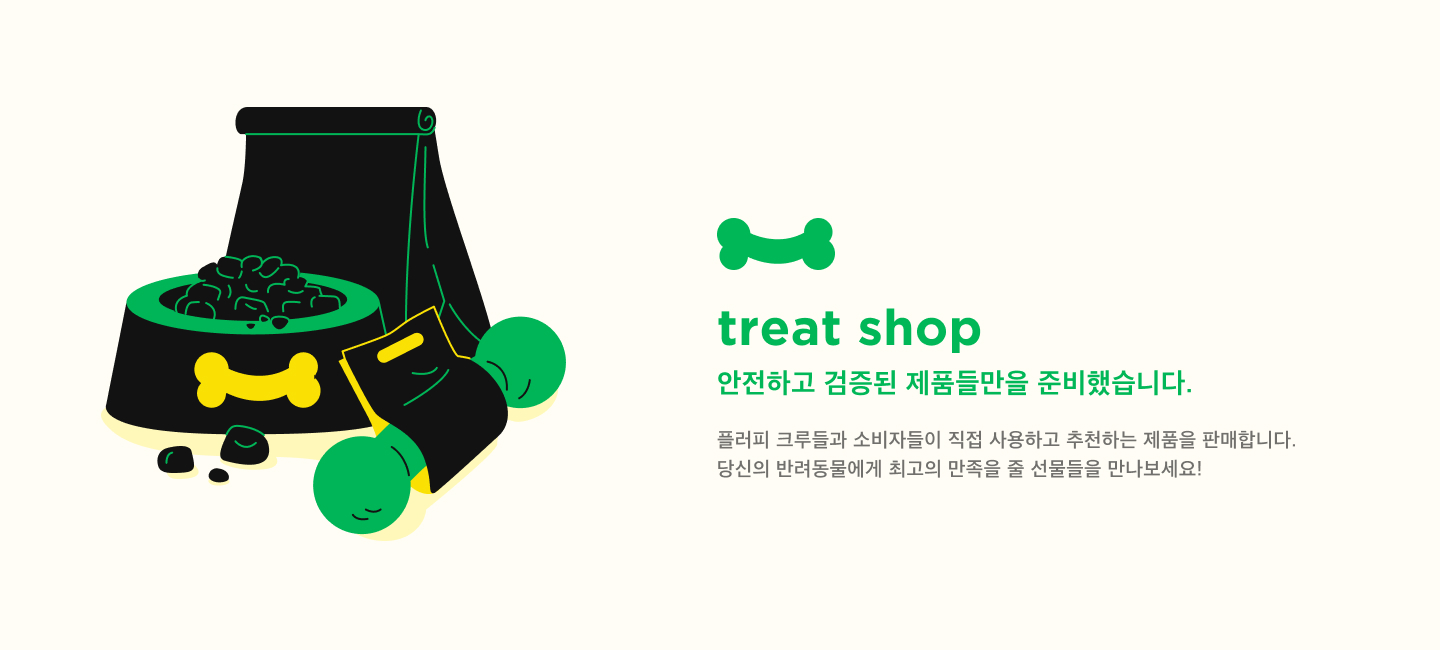 treat shop
안전하고 검증된 제품들만을 준비했습니다.
플러피 크루들과 소비자들이 직접 사용하고 추천하는 제품을 판매합니다.
당신의 반려동물에게 최고의 만족을 줄 선물들을 만나보세요!